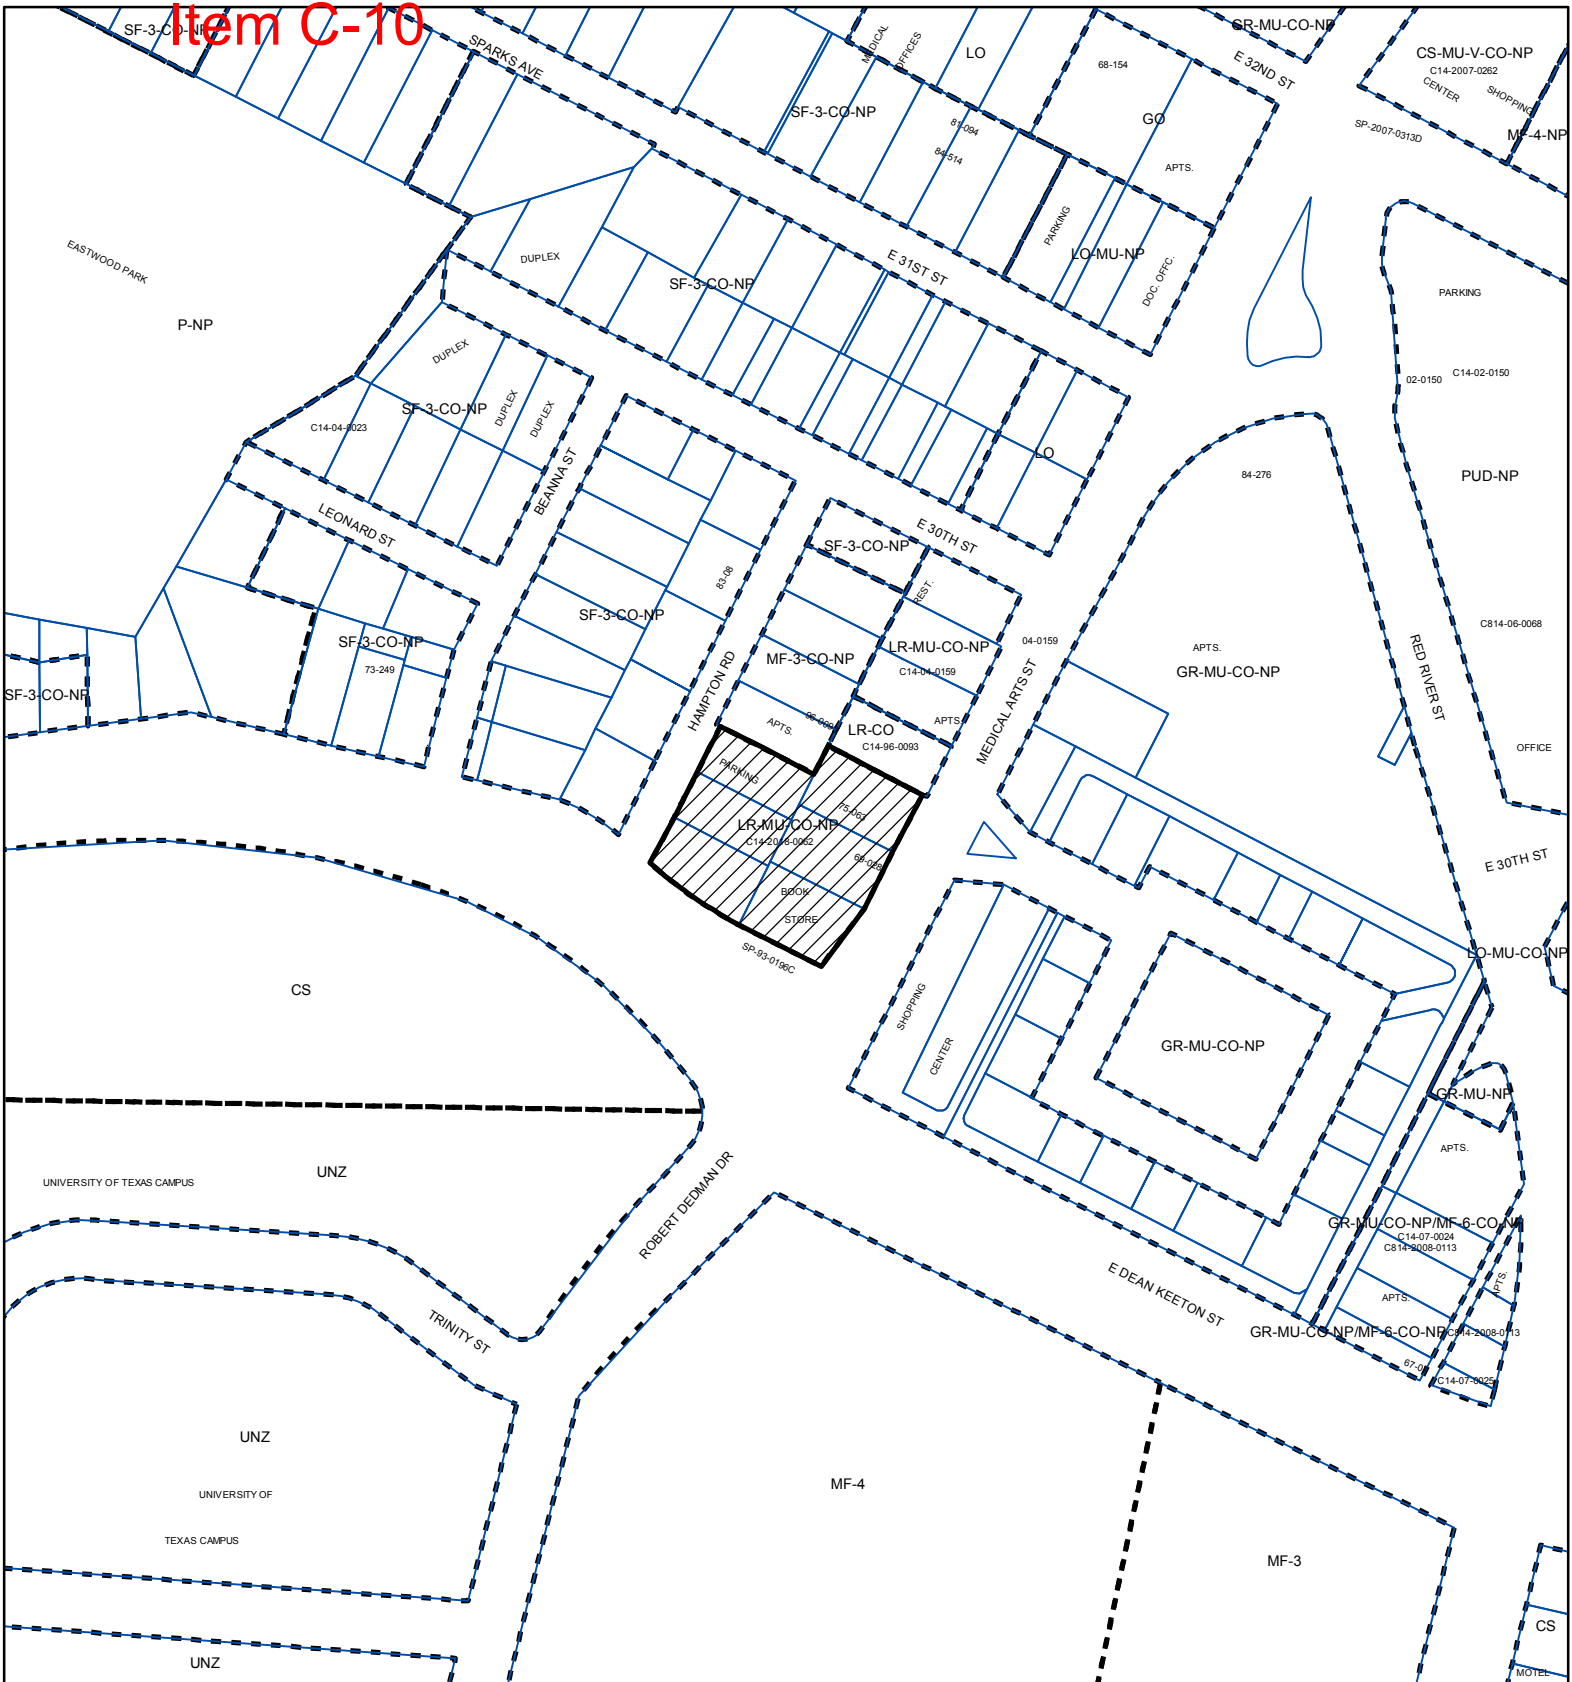 Item C-10
SF-3-CO-NP
SPARKS AVE
MEDICAL
OFFICES
LO
GR-MU-CO-NP
E 32ND ST
68-154
CS-MU-V-CO-NP
C14-2007-0262
CENTER
SHOPPING
SP-2007-0313D
MF-4-NP
SF-3-CO-NP
81-094
84-514
GO
APTS.
EASTWOOD PARK
P-NP
DUPLEX
SF-3-CO-NP
E 31ST ST
PARKING
LO-MU-NP
DOC. OFFC.
PARKING
02-0150
C14-02-0150
DUPLEX
SF-3-CO-NP
DUPLEX
DUPLEX
C14-04-0023
BEANNA ST
LO
84-276
PUD-NP
LEONARD ST
E 30TH ST
SF-3-CO-NP
83-08
REST.
SF-3-CO-NP
SF-3-CO-NP
73-249
SF-3-CO-NP
HAMPTON RD
MF-3-CO-NP
LR-MU-CO-NP
C14-04-0159
04-0159
MEDICAL ARTS ST
APTS.
GR-MU-CO-NP
RED RIVER ST
C814-06-0068
OFFICE
APTS.
APTS.
LR-CO
C14-96-0093
PARKING
75-063
LR-MU-CO-NP
C14-2018-0062
69-028
BOOK
STORE
SP-93-0196C
E 30TH ST
LO-MU-CO-NP
CS
SHOPPING
CENTER
GR-MU-CO-NP
GR-MU-NP
APTS.
UNZ
UNIVERSITY OF TEXAS CAMPUS
ROBERT DEDMAN DR
GR-MU-CO-NP/MF-6-CO-NP
C14-07-0024
C814-2008-0113
APTS.
APTS.
E DEAN KEETON ST
GR-MU-CO-NP/MF-6-CO-NP
C814-2008-0113
C14-07-0025
TRINITY ST
UNZ
UNIVERSITY OF
TEXAS CAMPUS
MF-4
MF-3
CS
MOTEL
UNZ